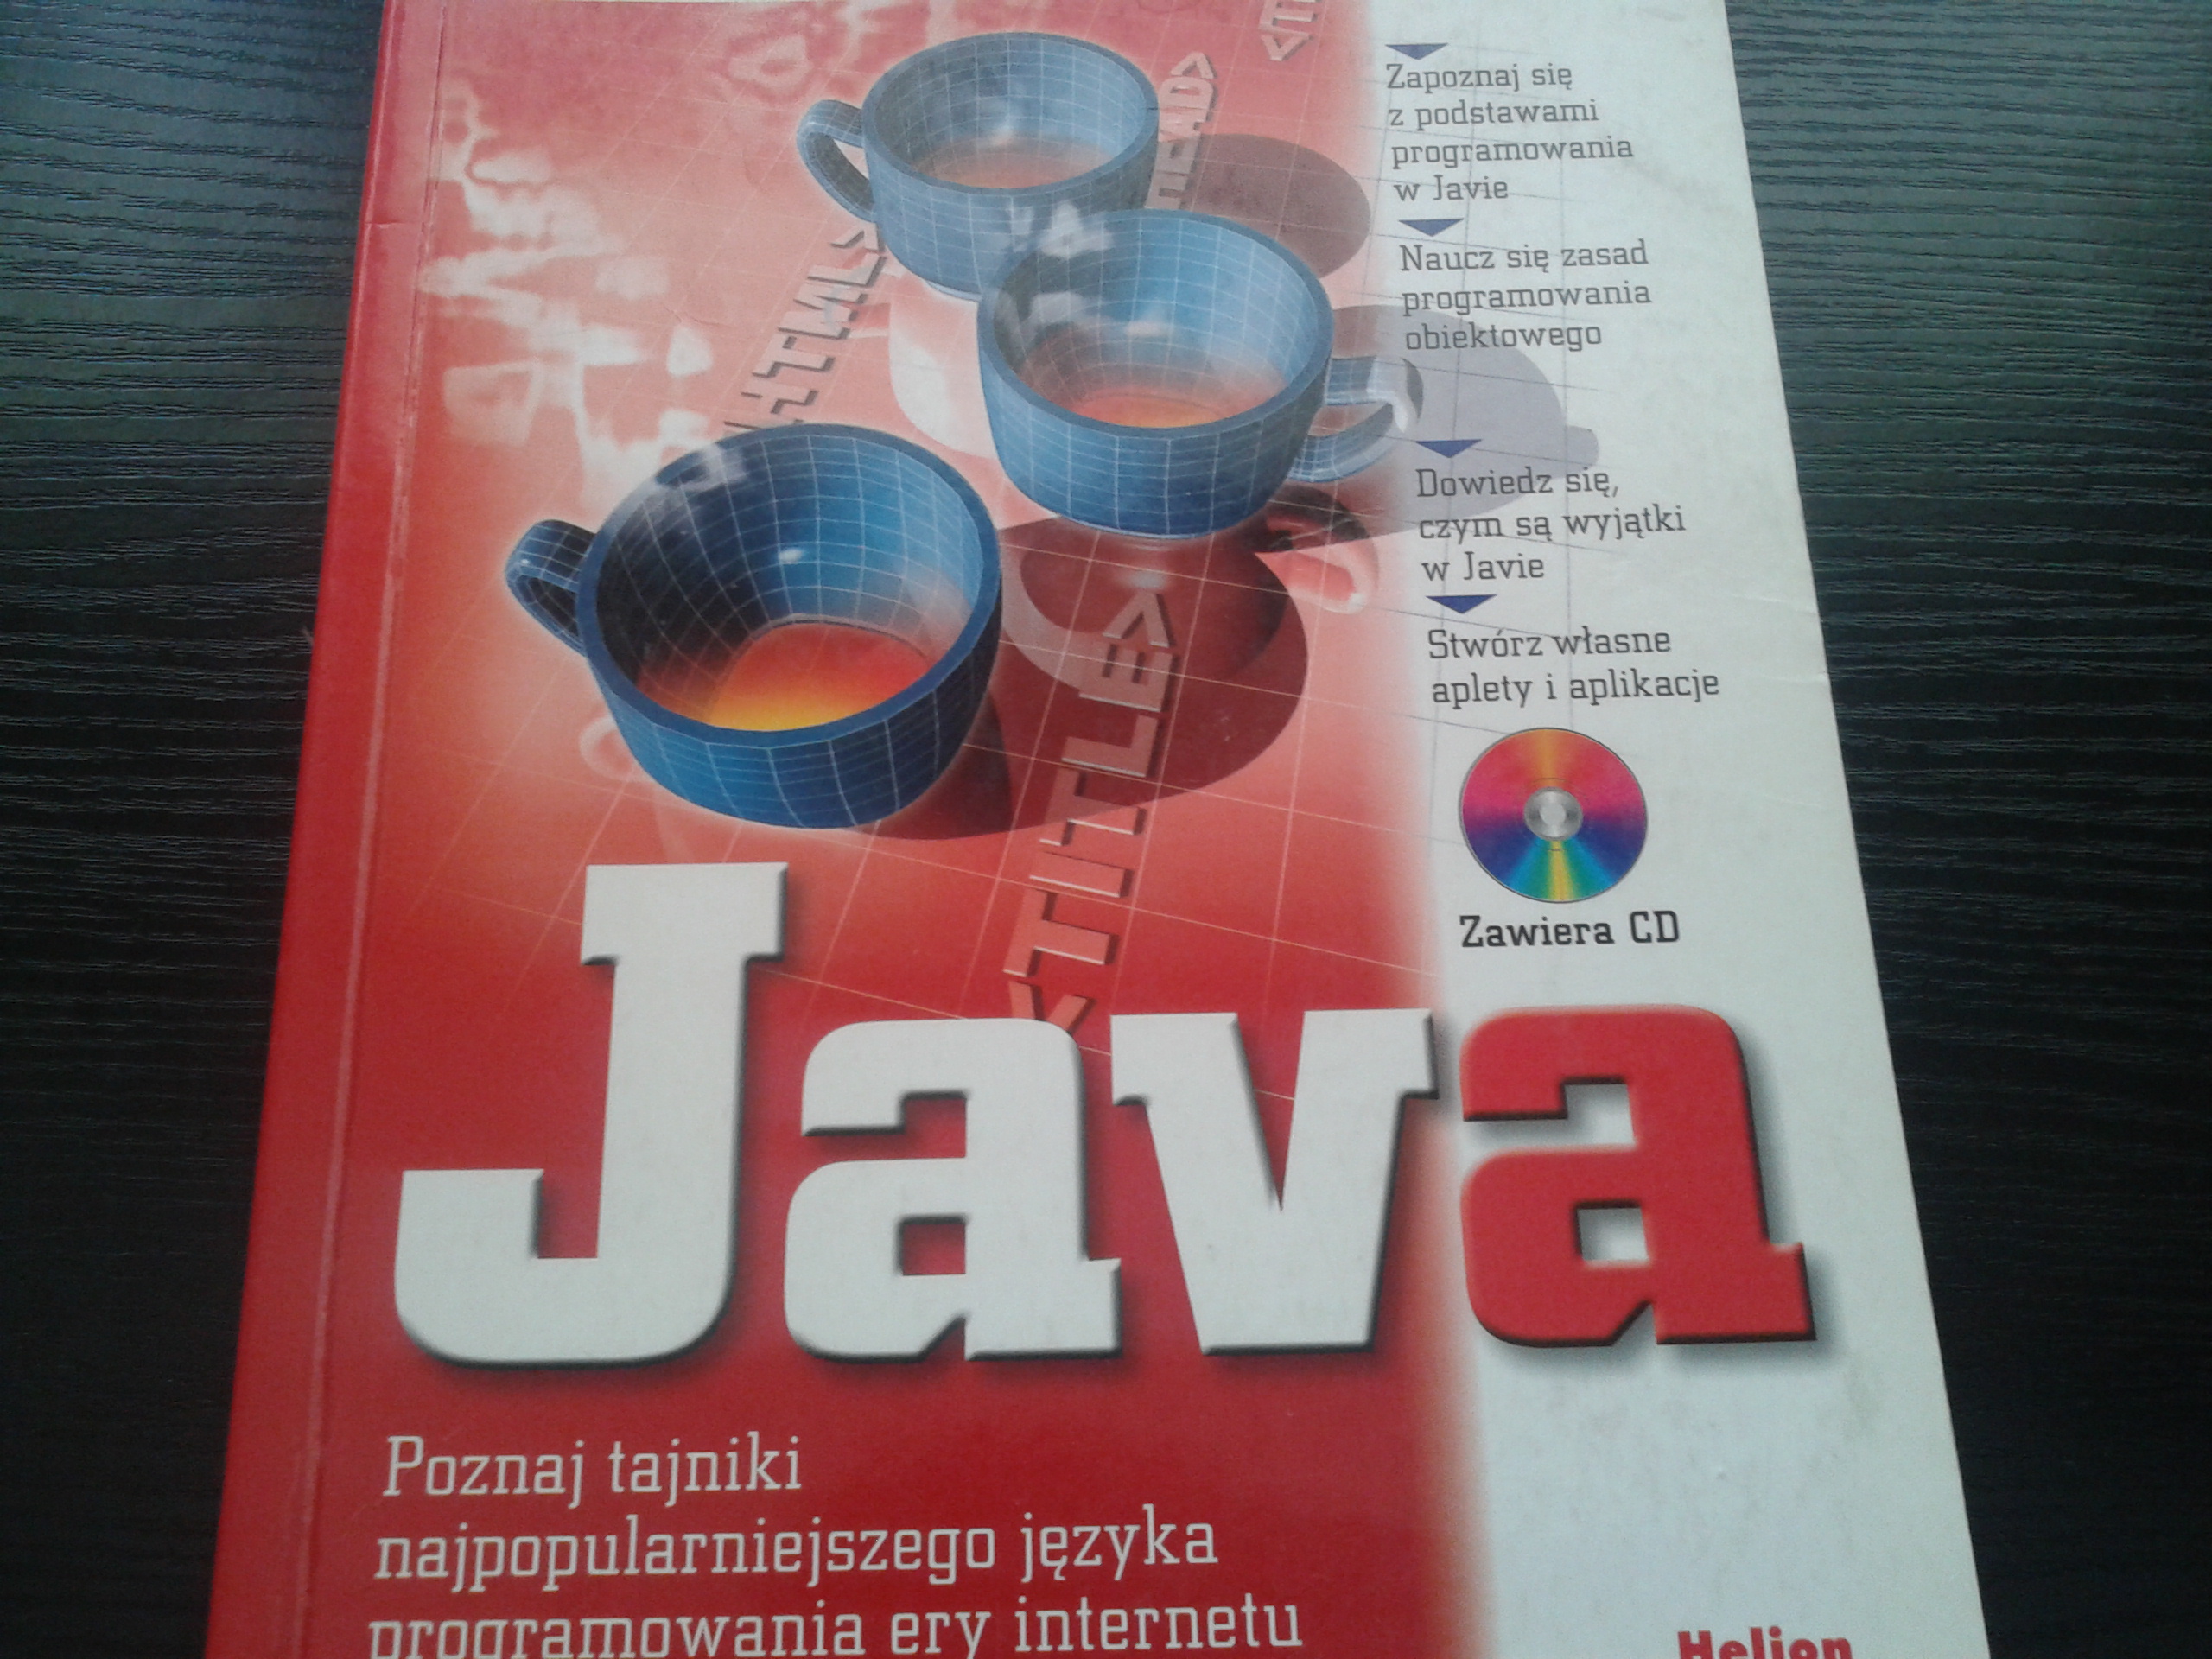 Zapoznaj się
z podstawami
programowania
w Javie
Naucz się zasad
programowania
obiektowego
Dowiedz się,
czym są wyjątki
w Javie
Stwórz własne
aplety i aplikacje
Zawiera CD
<TITLE>
Java
Poznaj tajniki
najpopularniejszego języka
programowania ery internetu
Helion